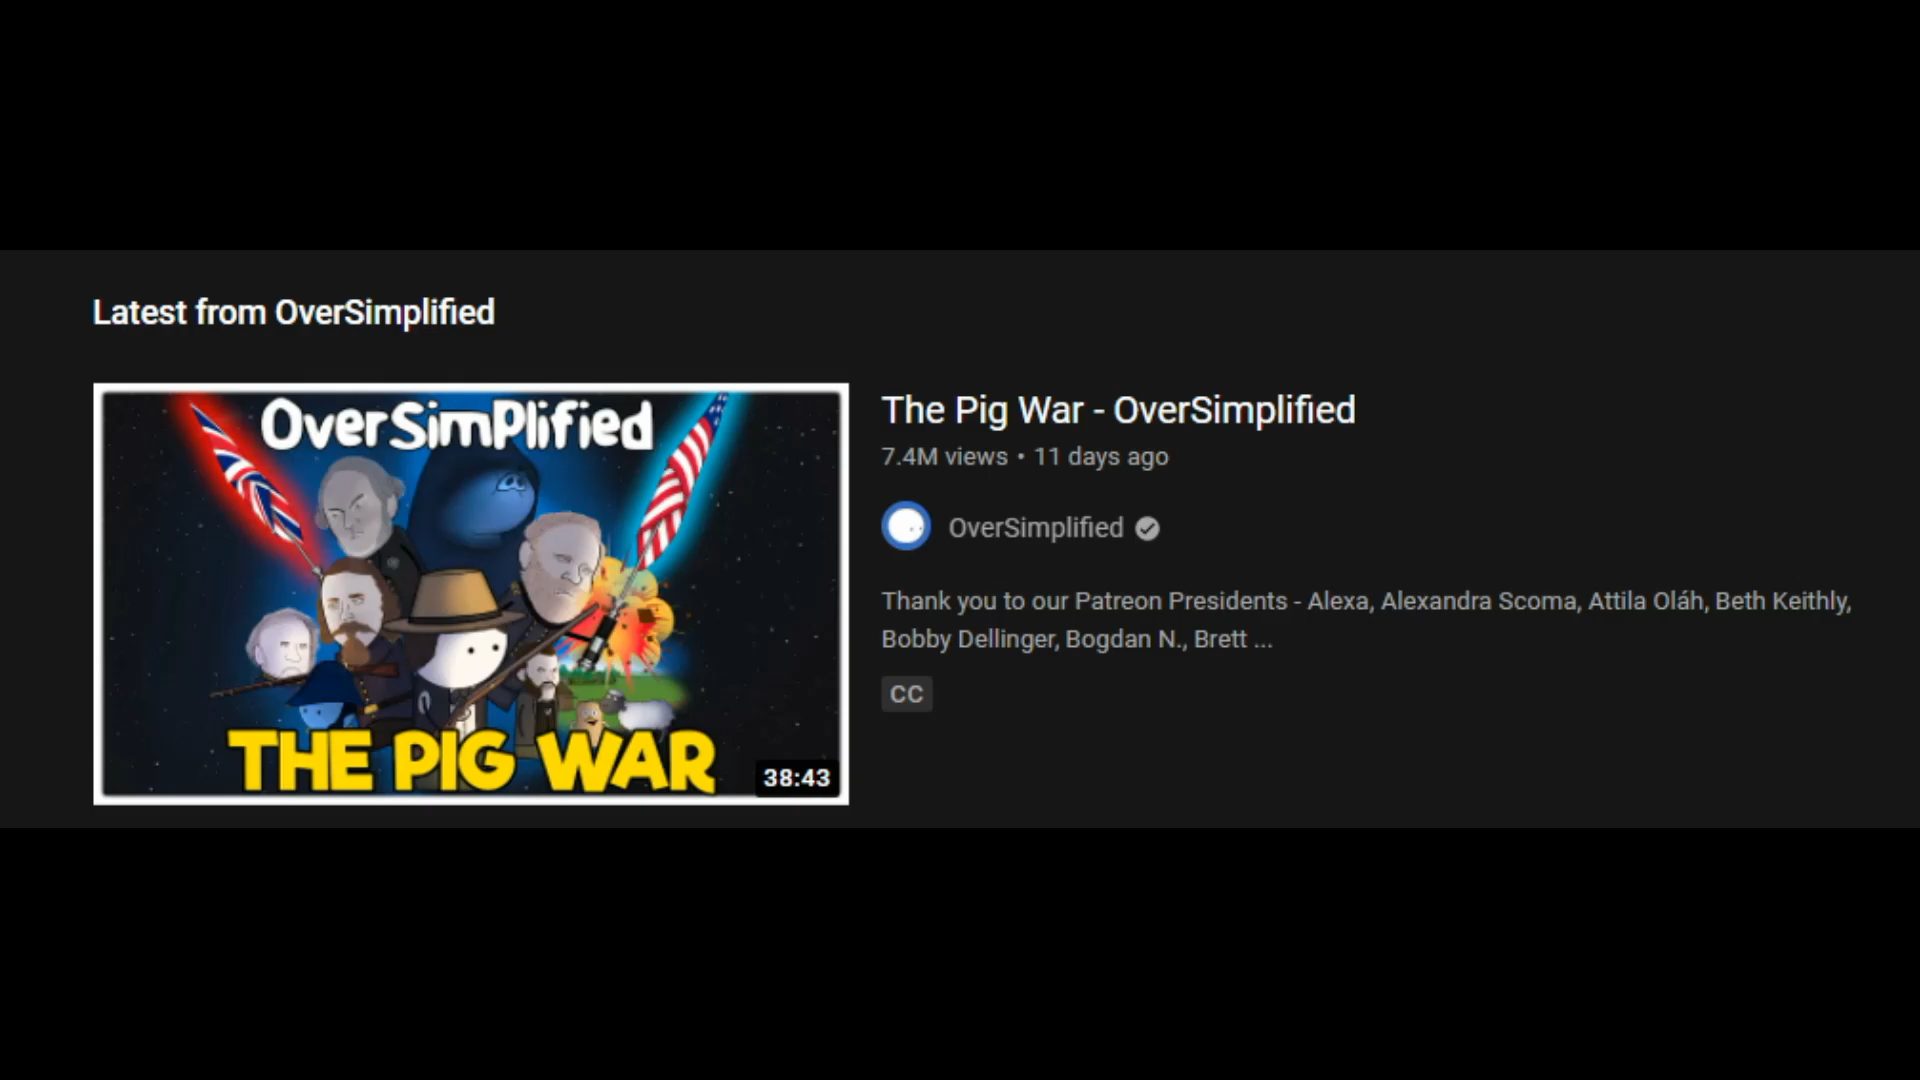 Latest from OverSimplified
OverSimplified
THE PIG WAR
38:43
The Pig War - OverSimplified
7.4M views • 11 days ago
OverSimplified
Thank you to our Patreon Presidents - Alexa, Alexandra Scoma, Attila Oláh, Beth Keithly,
Bobby Dellinger, Bogdan N., Brett ...
CC